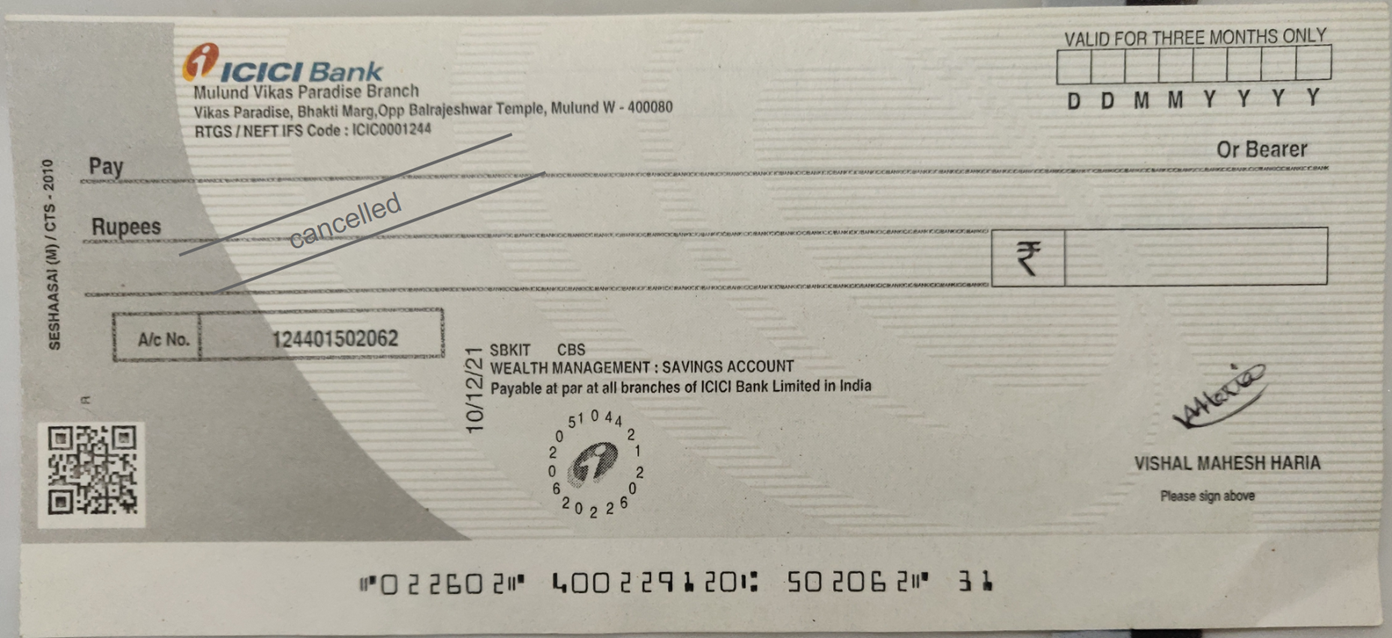 ICICI Bank
VALID FOR THREE MONTHS ONLY
Mulund Vikas Paradise Branch
D D M M Y Y Y Y
Vikas Paradise, Bhakti Marg,Opp Balrajeshwar Temple, Mulund W - 400080
RTGS / NEFT IFS Code : ICIC0001244
Pay
Or Bearer
cancelled
Rupees
₹
SESHAASAI (M) / CTS - 2010
A/c No. 124401502062
10/12/21
SBKIT CBS
WEALTH MANAGEMENT : SAVINGS ACCOUNT
Payable at par at all branches of ICICI Bank Limited in India
VHaria
VISHAL MAHESH HARIA
Please sign above
⑈022602⑈ 400229120⑆ 502062⑈ 31